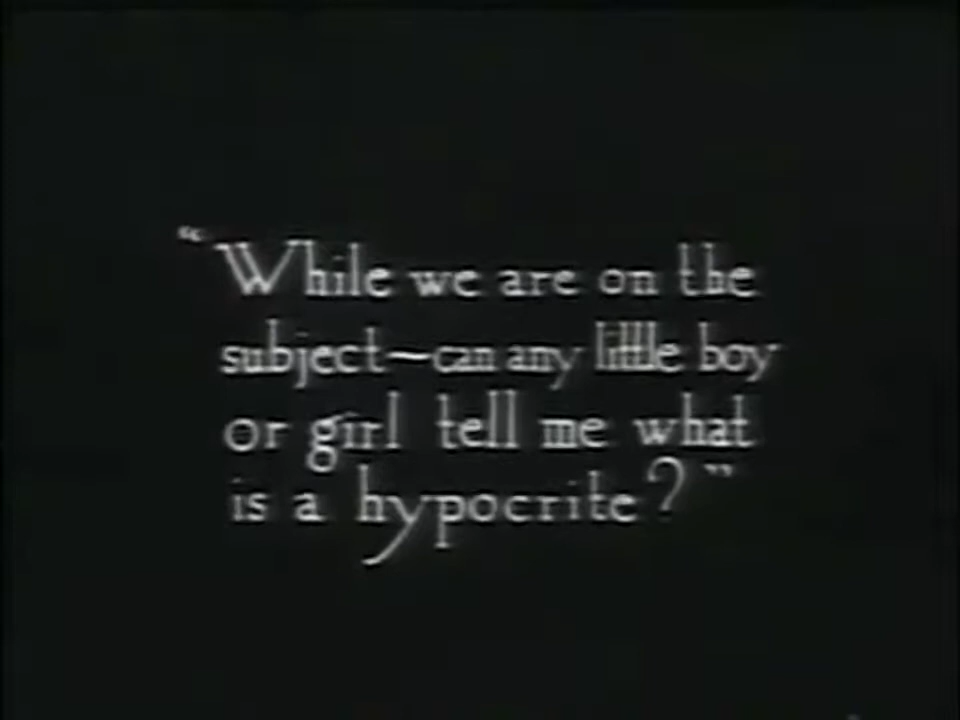 “While we are on the
subject—can any little boy
or girl tell me what
is a hypocrite?”